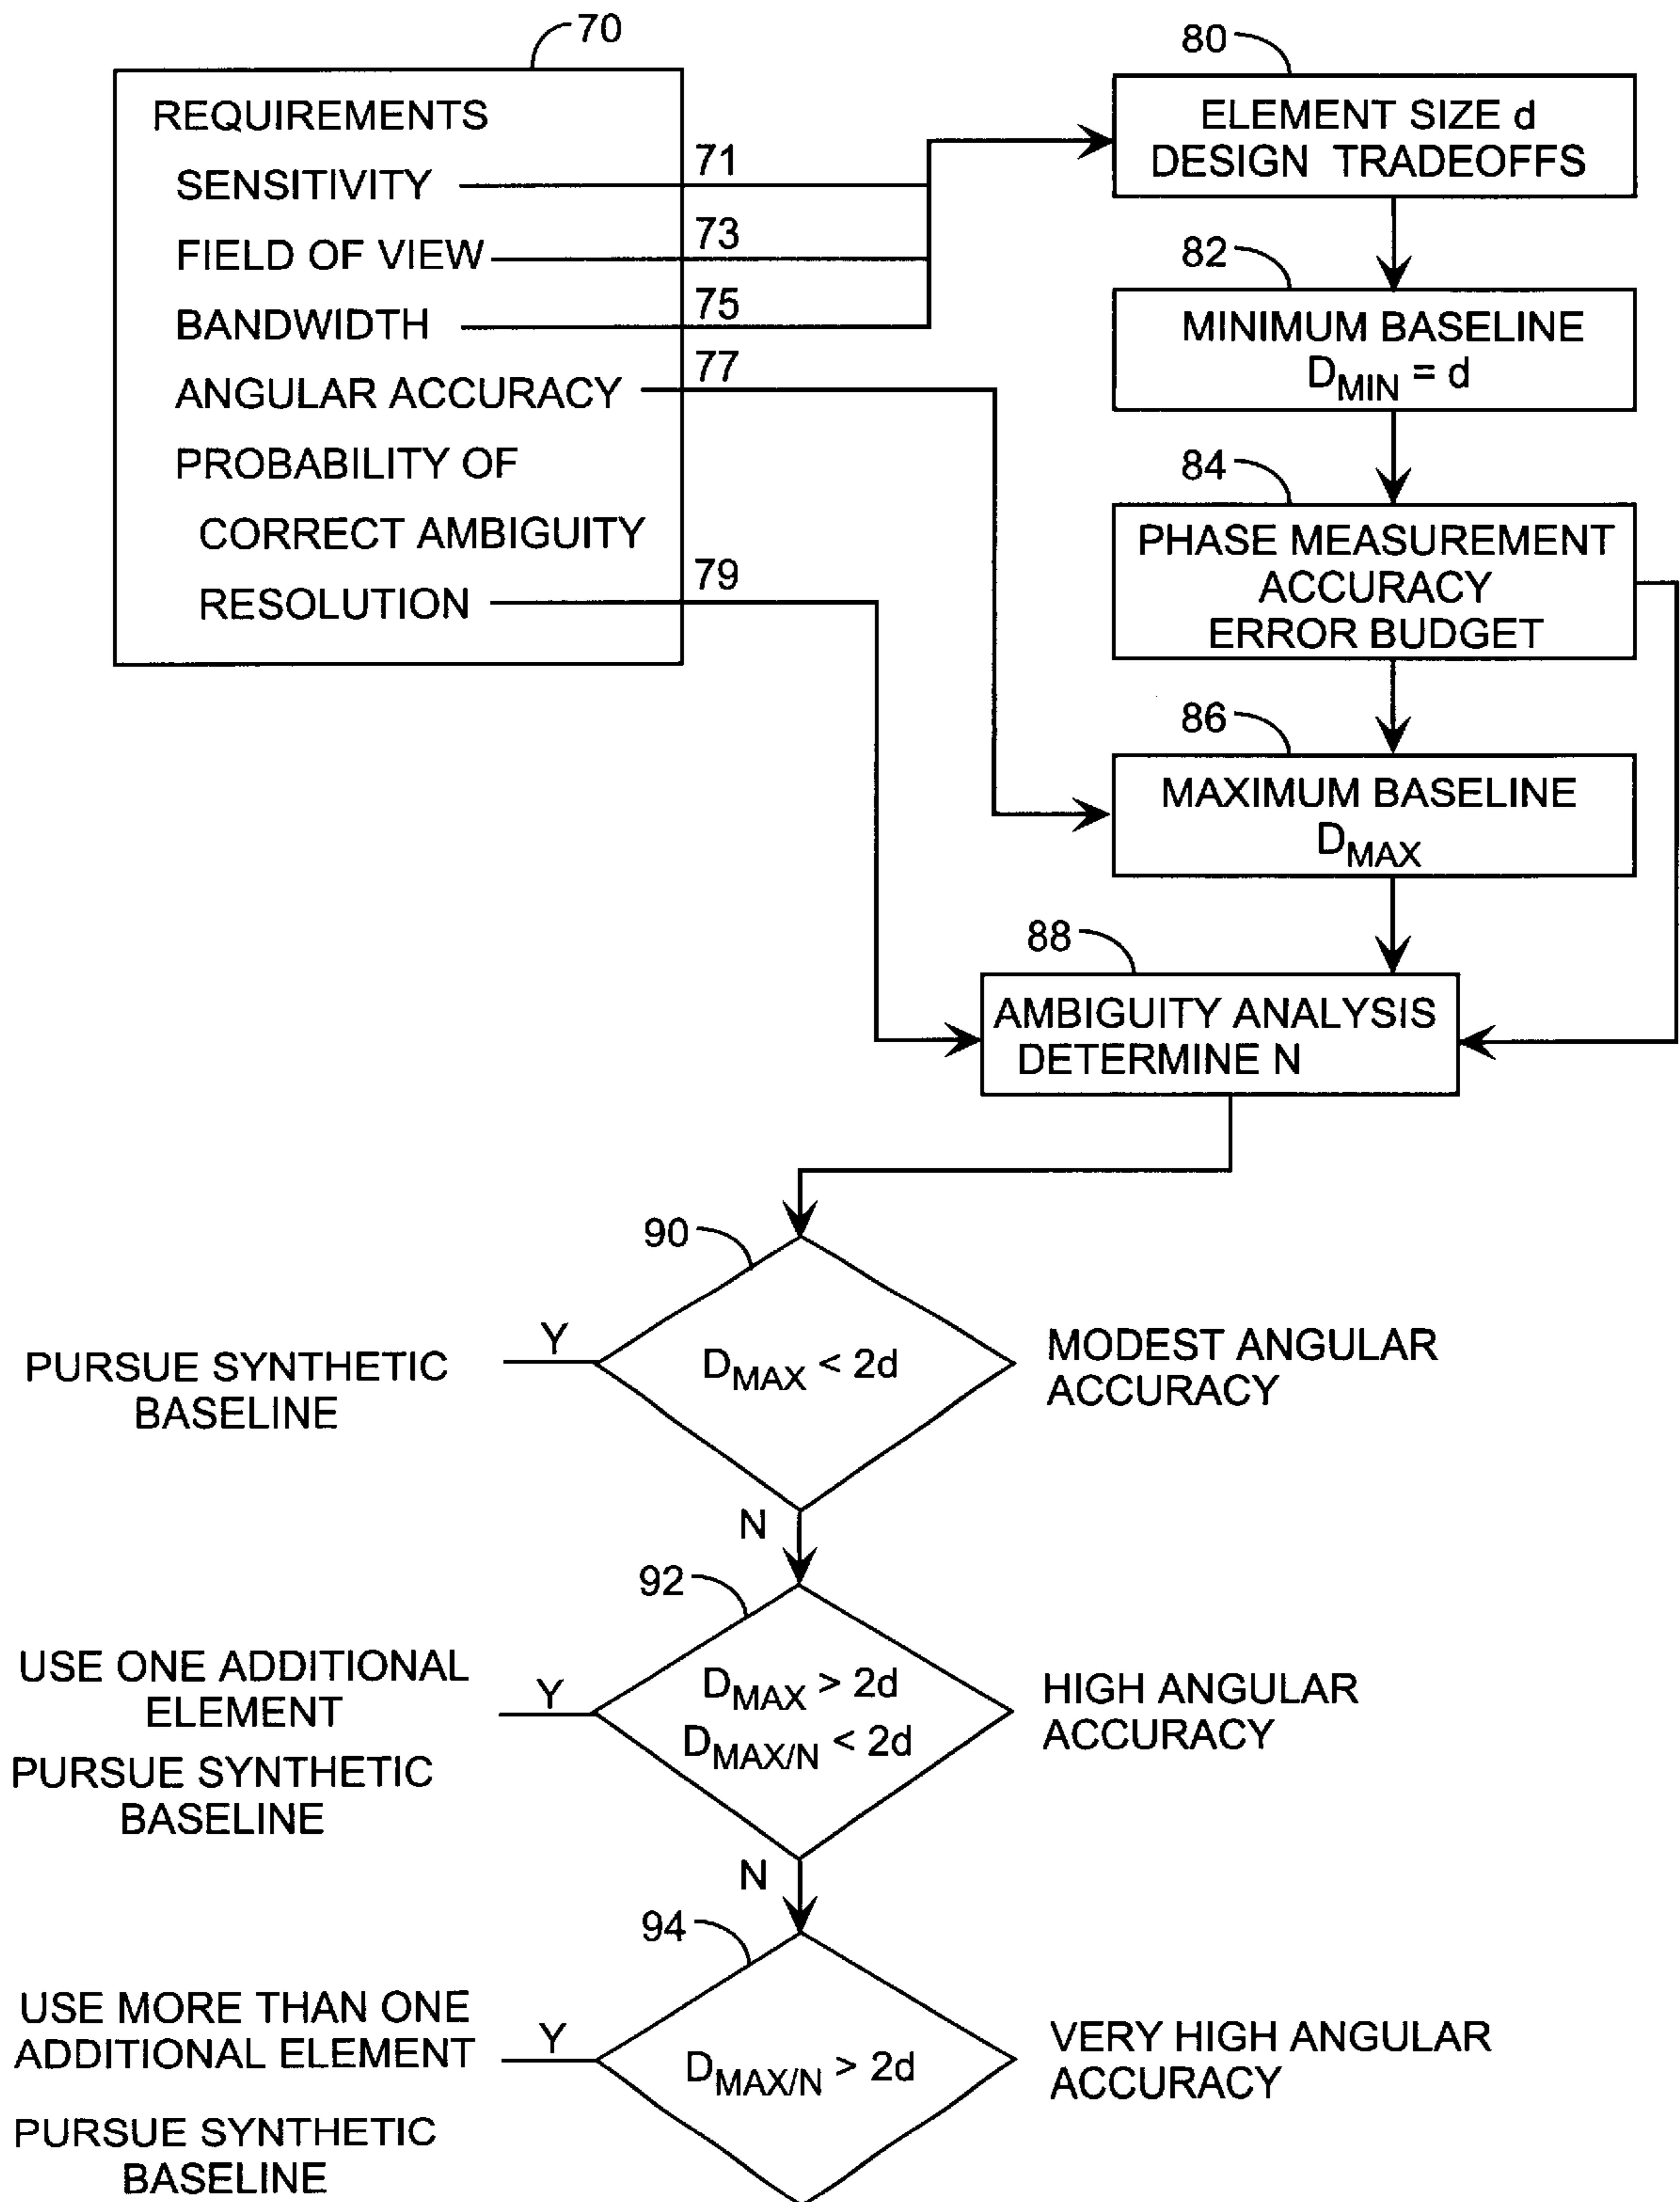 70
REQUIREMENTS
SENSITIVITY
71
FIELD OF VIEW
73
BANDWIDTH
75
ANGULAR ACCURACY
77
PROBABILITY OF
CORRECT AMBIGUITY
RESOLUTION
79
80
ELEMENT SIZE d
DESIGN TRADEOFFS
82
MINIMUM BASELINE
DMIN = d
84
PHASE MEASUREMENT
ACCURACY
ERROR BUDGET
86
MAXIMUM BASELINE
DMAX
88
AMBIGUITY ANALYSIS
DETERMINE N
90
DMAX < 2d
Y
PURSUE SYNTHETIC
BASELINE
MODEST ANGULAR
ACCURACY
N
92
DMAX > 2d
DMAX/N < 2d
Y
USE ONE ADDITIONAL
ELEMENT
PURSUE SYNTHETIC
BASELINE
HIGH ANGULAR
ACCURACY
N
94
DMAX/N > 2d
Y
USE MORE THAN ONE
ADDITIONAL ELEMENT
PURSUE SYNTHETIC
BASELINE
VERY HIGH ANGULAR
ACCURACY